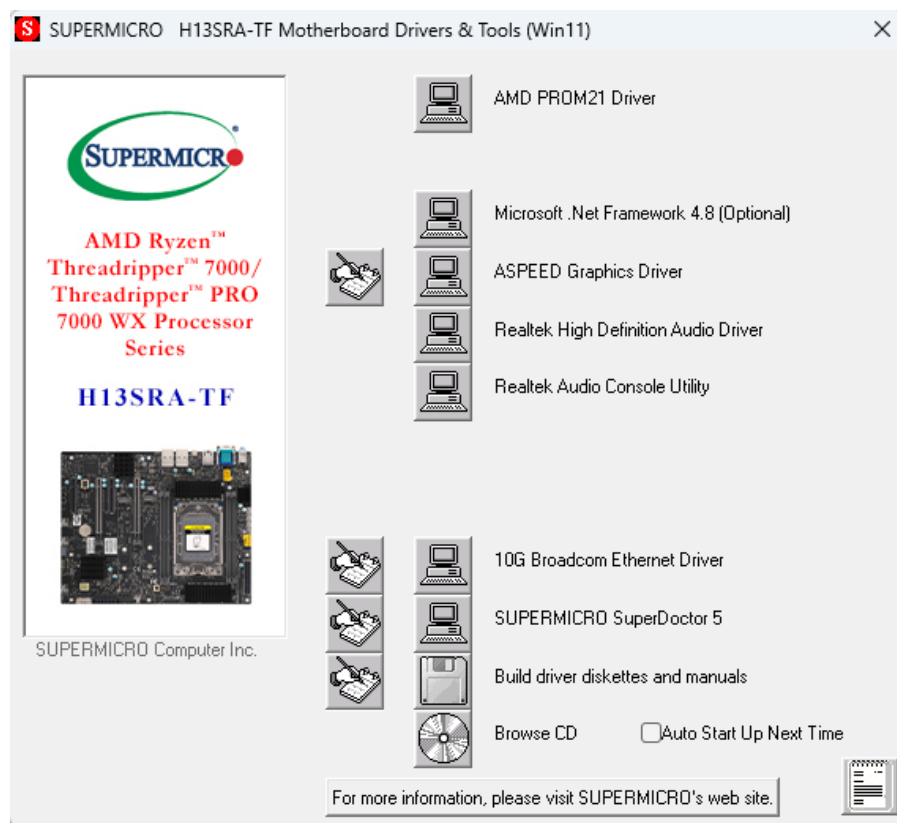 S SUPERMICRO H13SRA-TF Motherboard Drivers & Tools (Win11)
SUPERMICR
AMD Ryzen™
Threadripper™ 7000/
Threadripper™ PRO
7000 WX Processor
Series
H13SRA-TF
SUPERMICRO Computer Inc.
AMD PROM21 Driver
Microsoft .Net Framework 4.8 (Optional)
ASPEED Graphics Driver
Realtek High Definition Audio Driver
Realtek Audio Console Utility
10G Broadcom Ethernet Driver
SUPERMICRO SuperDoctor 5
Build driver diskettes and manuals
Browse CD
Auto Start Up Next Time
For more information, please visit SUPERMICRO's web site.